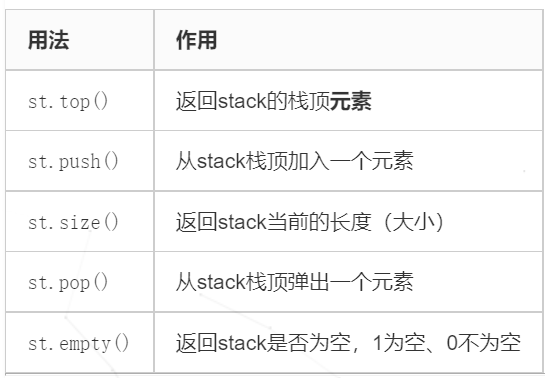 用法 作用
st.top() 返回stack的栈顶元素
st.push() 从stack栈顶加入一个元素
st.size() 返回stack当前的长度（大小）
st.pop() 从stack栈顶弹出一个元素
st.empty() 返回stack是否为空，1为空、0不为空